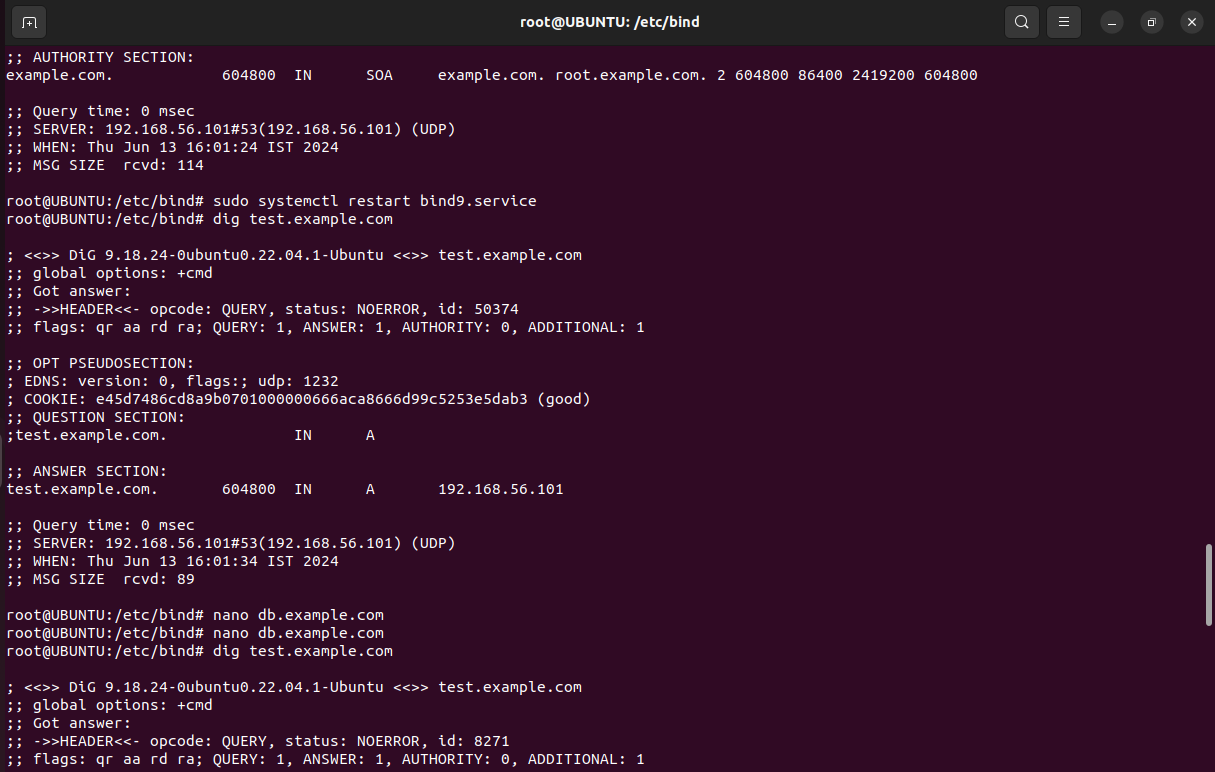 root@UBUNTU: /etc/bind
;; AUTHORITY SECTION:
example.com.            604800  IN      SOA     example.com. root.example.com. 2 604800 86400 2419200 604800
;; Query time: 0 msec
;; SERVER: 192.168.56.101#53(192.168.56.101) (UDP)
;; WHEN: Thu Jun 13 16:01:24 IST 2024
;; MSG SIZE  rcvd: 114
root@UBUNTU:/etc/bind# sudo systemctl restart bind9.service
root@UBUNTU:/etc/bind# dig test.example.com
; <<>> DiG 9.18.24-0ubuntu0.22.04.1-Ubuntu <<>> test.example.com
;; global options: +cmd
;; Got answer:
;; ->>HEADER<<- opcode: QUERY, status: NOERROR, id: 50374
;; flags: qr aa rd ra; QUERY: 1, ANSWER: 1, AUTHORITY: 0, ADDITIONAL: 1
;; OPT PSEUDOSECTION:
; EDNS: version: 0, flags:; udp: 1232
; COOKIE: e45d7486cd8a9b0701000000666aca8666d99c5253e5dab3 (good)
;; QUESTION SECTION:
;test.example.com.              IN      A
;; ANSWER SECTION:
test.example.com.       604800  IN      A       192.168.56.101
;; Query time: 0 msec
;; SERVER: 192.168.56.101#53(192.168.56.101) (UDP)
;; WHEN: Thu Jun 13 16:01:34 IST 2024
;; MSG SIZE  rcvd: 89
root@UBUNTU:/etc/bind# nano db.example.com
root@UBUNTU:/etc/bind# nano db.example.com
root@UBUNTU:/etc/bind# dig test.example.com
; <<>> DiG 9.18.24-0ubuntu0.22.04.1-Ubuntu <<>> test.example.com
;; global options: +cmd
;; Got answer:
;; ->>HEADER<<- opcode: QUERY, status: NOERROR, id: 8271
;; flags: qr aa rd ra; QUERY: 1, ANSWER: 1, AUTHORITY: 0, ADDITIONAL: 1